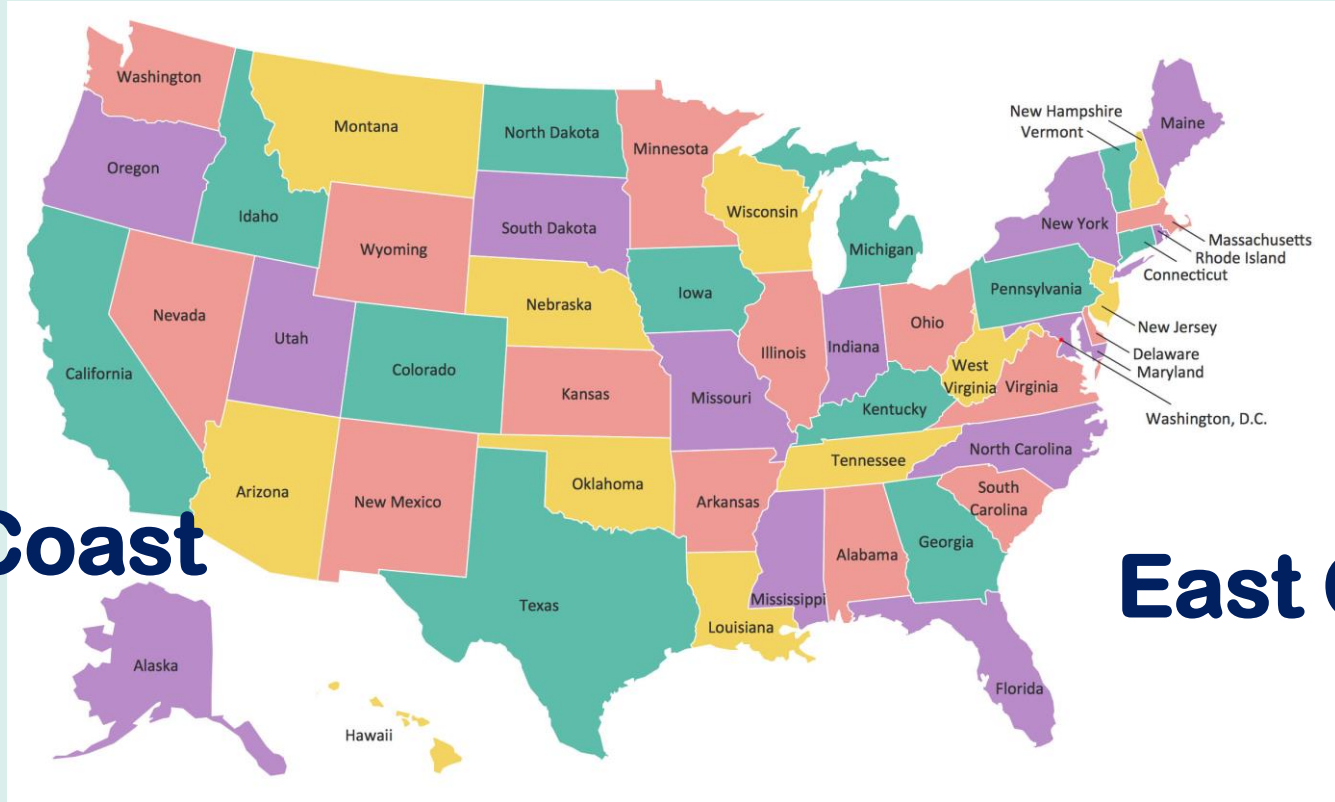 Washington
Montana
North Dakota
Minnesota
New Hampshire
Vermont
Maine
Oregon
Idaho
Wyoming
South Dakota
Wisconsin
Michigan
New York
Massachusetts
Rhode Island
Connecticut
Nevada
Utah
Colorado
Nebraska
Iowa
Illinois
Indiana
Ohio
Pennsylvania
New Jersey
Delaware
Maryland
Washington, D.C.
California
Kansas
Missouri
Kentucky
West
Virginia
Virginia
Arizona
New Mexico
Oklahoma
Arkansas
Tennessee
North Carolina
South
Carolina
Coast
Texas
Louisiana
Mississippi
Alabama
Georgia
East
Alaska
Hawaii
Florida